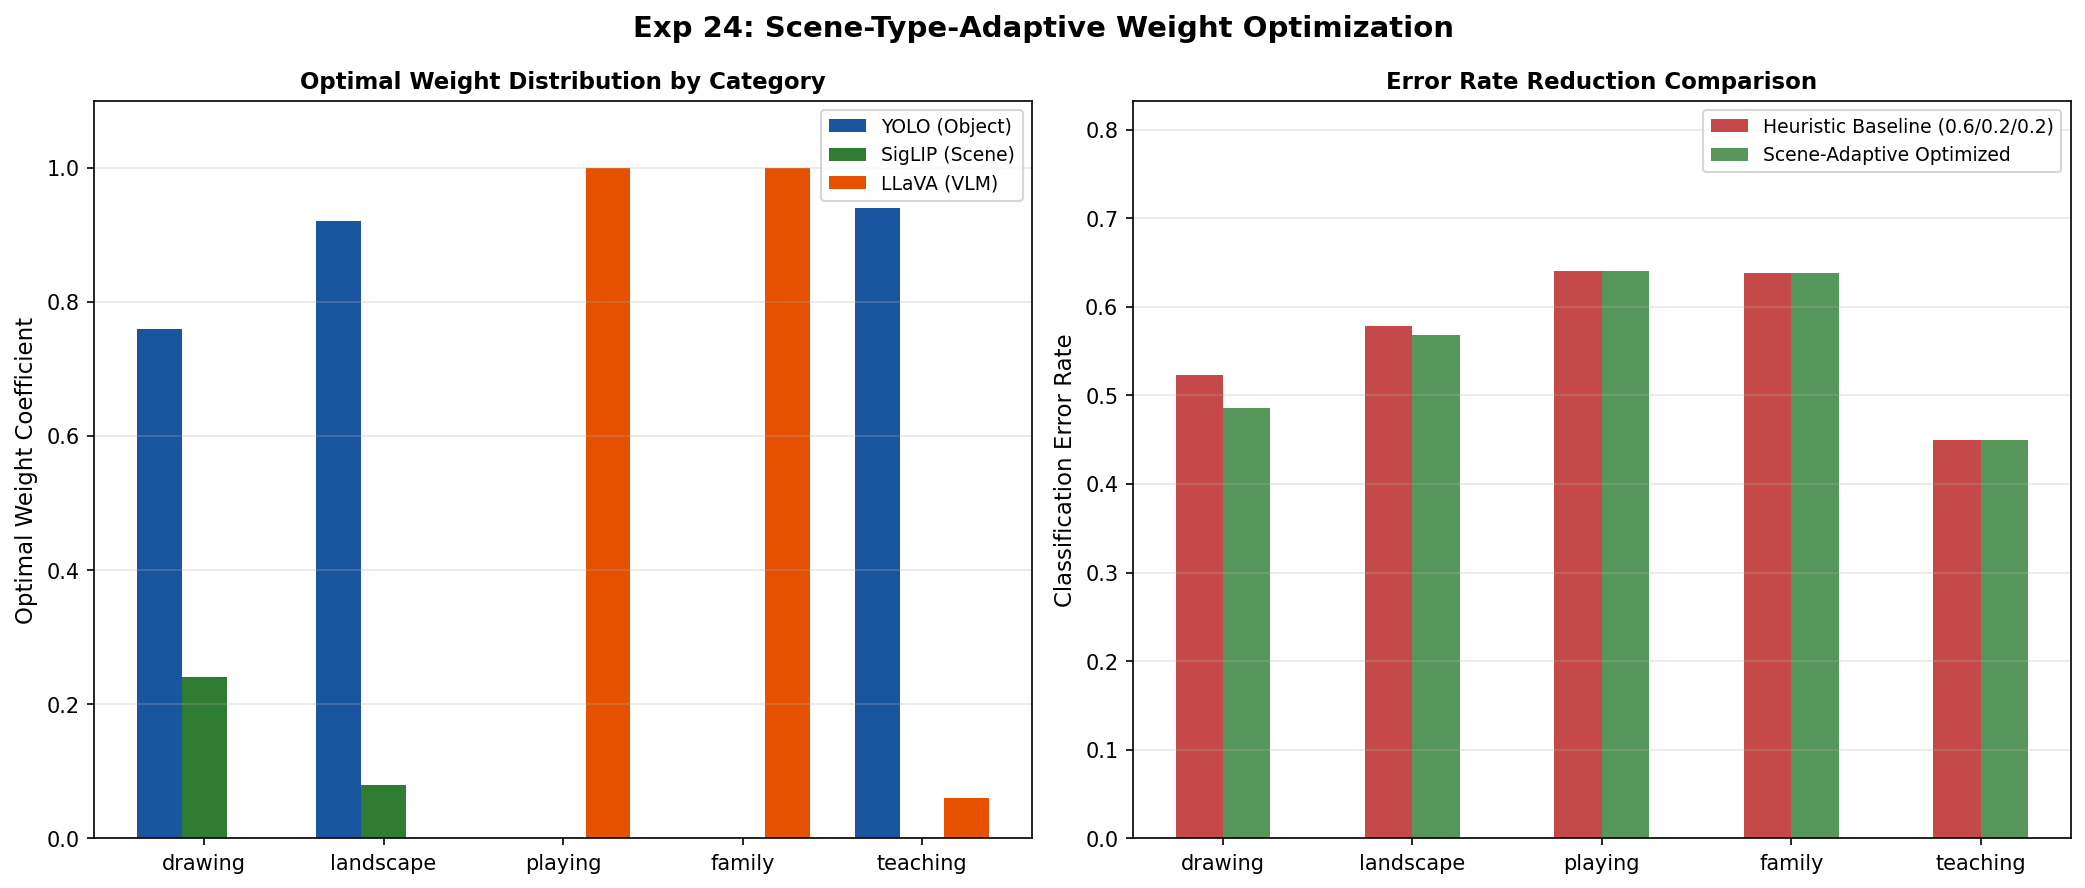 Exp 24: Scene-Type-Adaptive Weight Optimization
Optimal Weight Distribution by Category
Optimal Weight Coefficient
1.0
0.8
0.6
0.4
0.2
0.0
YOLO (Object)
SigLIP (Scene)
LLaVA (VLM)
drawing landscape playing family teaching
Error Rate Reduction Comparison
Classification Error Rate
0.8
0.7
0.6
0.5
0.4
0.3
0.2
0.1
0.0
Heuristic Baseline (0.6/0.2/0.2)
Scene-Adaptive Optimized
drawing landscape playing family teaching